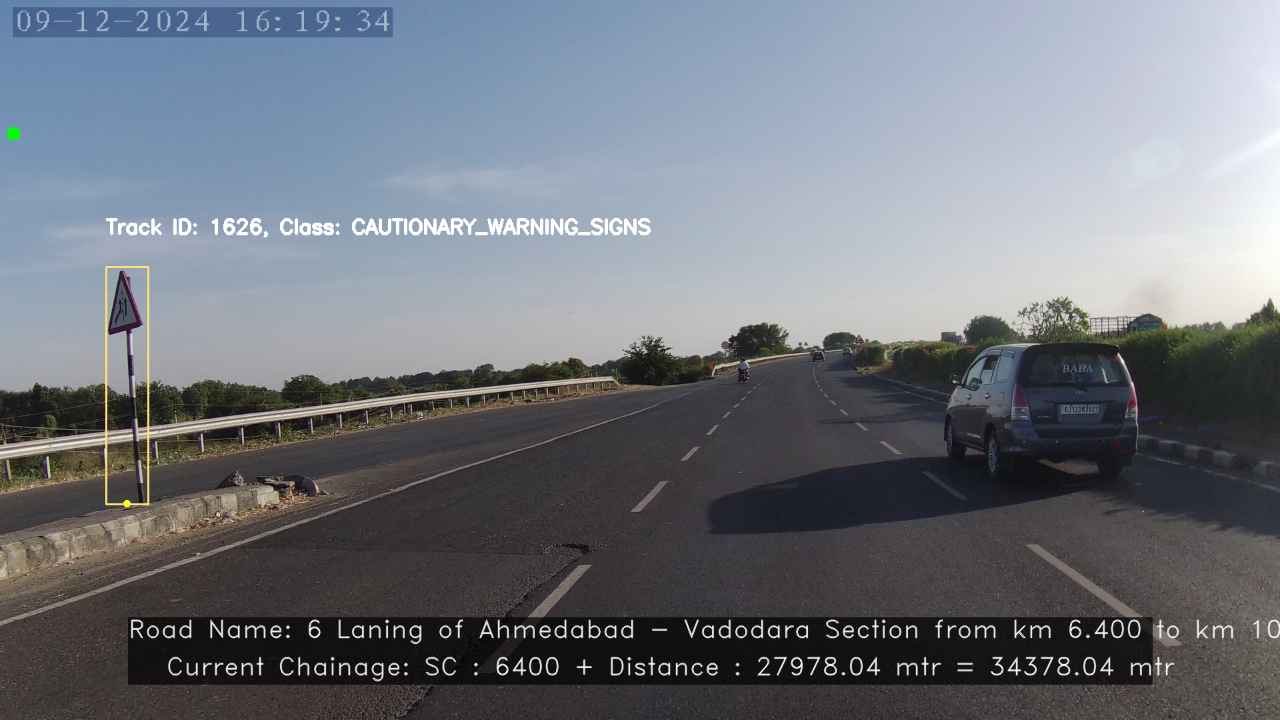 09-12-2024 16:19:34
Track ID: 1626, Class: CAUTIONARY_WARNING_SIGNS
BABA
Road Name: 6 Laning of Ahmedabad - Vadodara Section from km 6.400 to km 10
Current Chainage: SC : 6400 + Distance : 27978.04 mtr = 34378.04 mtr